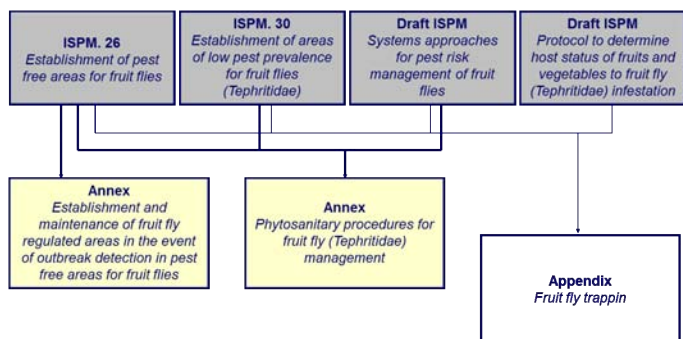 ISPM. 26
Establishment of pest
free areas for fruit flies
ISPM. 30
Establishment of areas
of low pest prevalence
for fruit flies
(Tephritidae)
Draft ISPM
Systems approaches
for pest risk
management of fruit
flies
Draft ISPM
Protocol to determine
host status of fruits and
vegetables to fruit fly
(Tephritidae) infestation
Annex
Establishment and
maintenance of fruit fly
regulated areas in the event
of outbreak detection in pest
free areas for fruit flies
Annex
Phytosanitary procedures for
fruit fly (Tephritidae)
management
Appendix
Fruit fly trappin